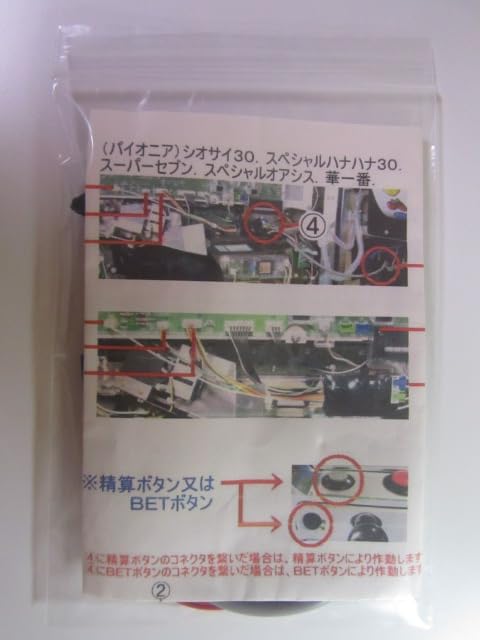 (パイオニア)シオサイ30. スペシャルハナハナ30.
スーパーセブン. スペシャルオアシス. 華一番.
④
※精算ボタン又は
BETボタン
④に精算ボタンのコネクタを繋いだ場合は、精算ボタンにより作動します
④にBETボタンのコネクタを繋いだ場合は、BETボタンにより作動します
②